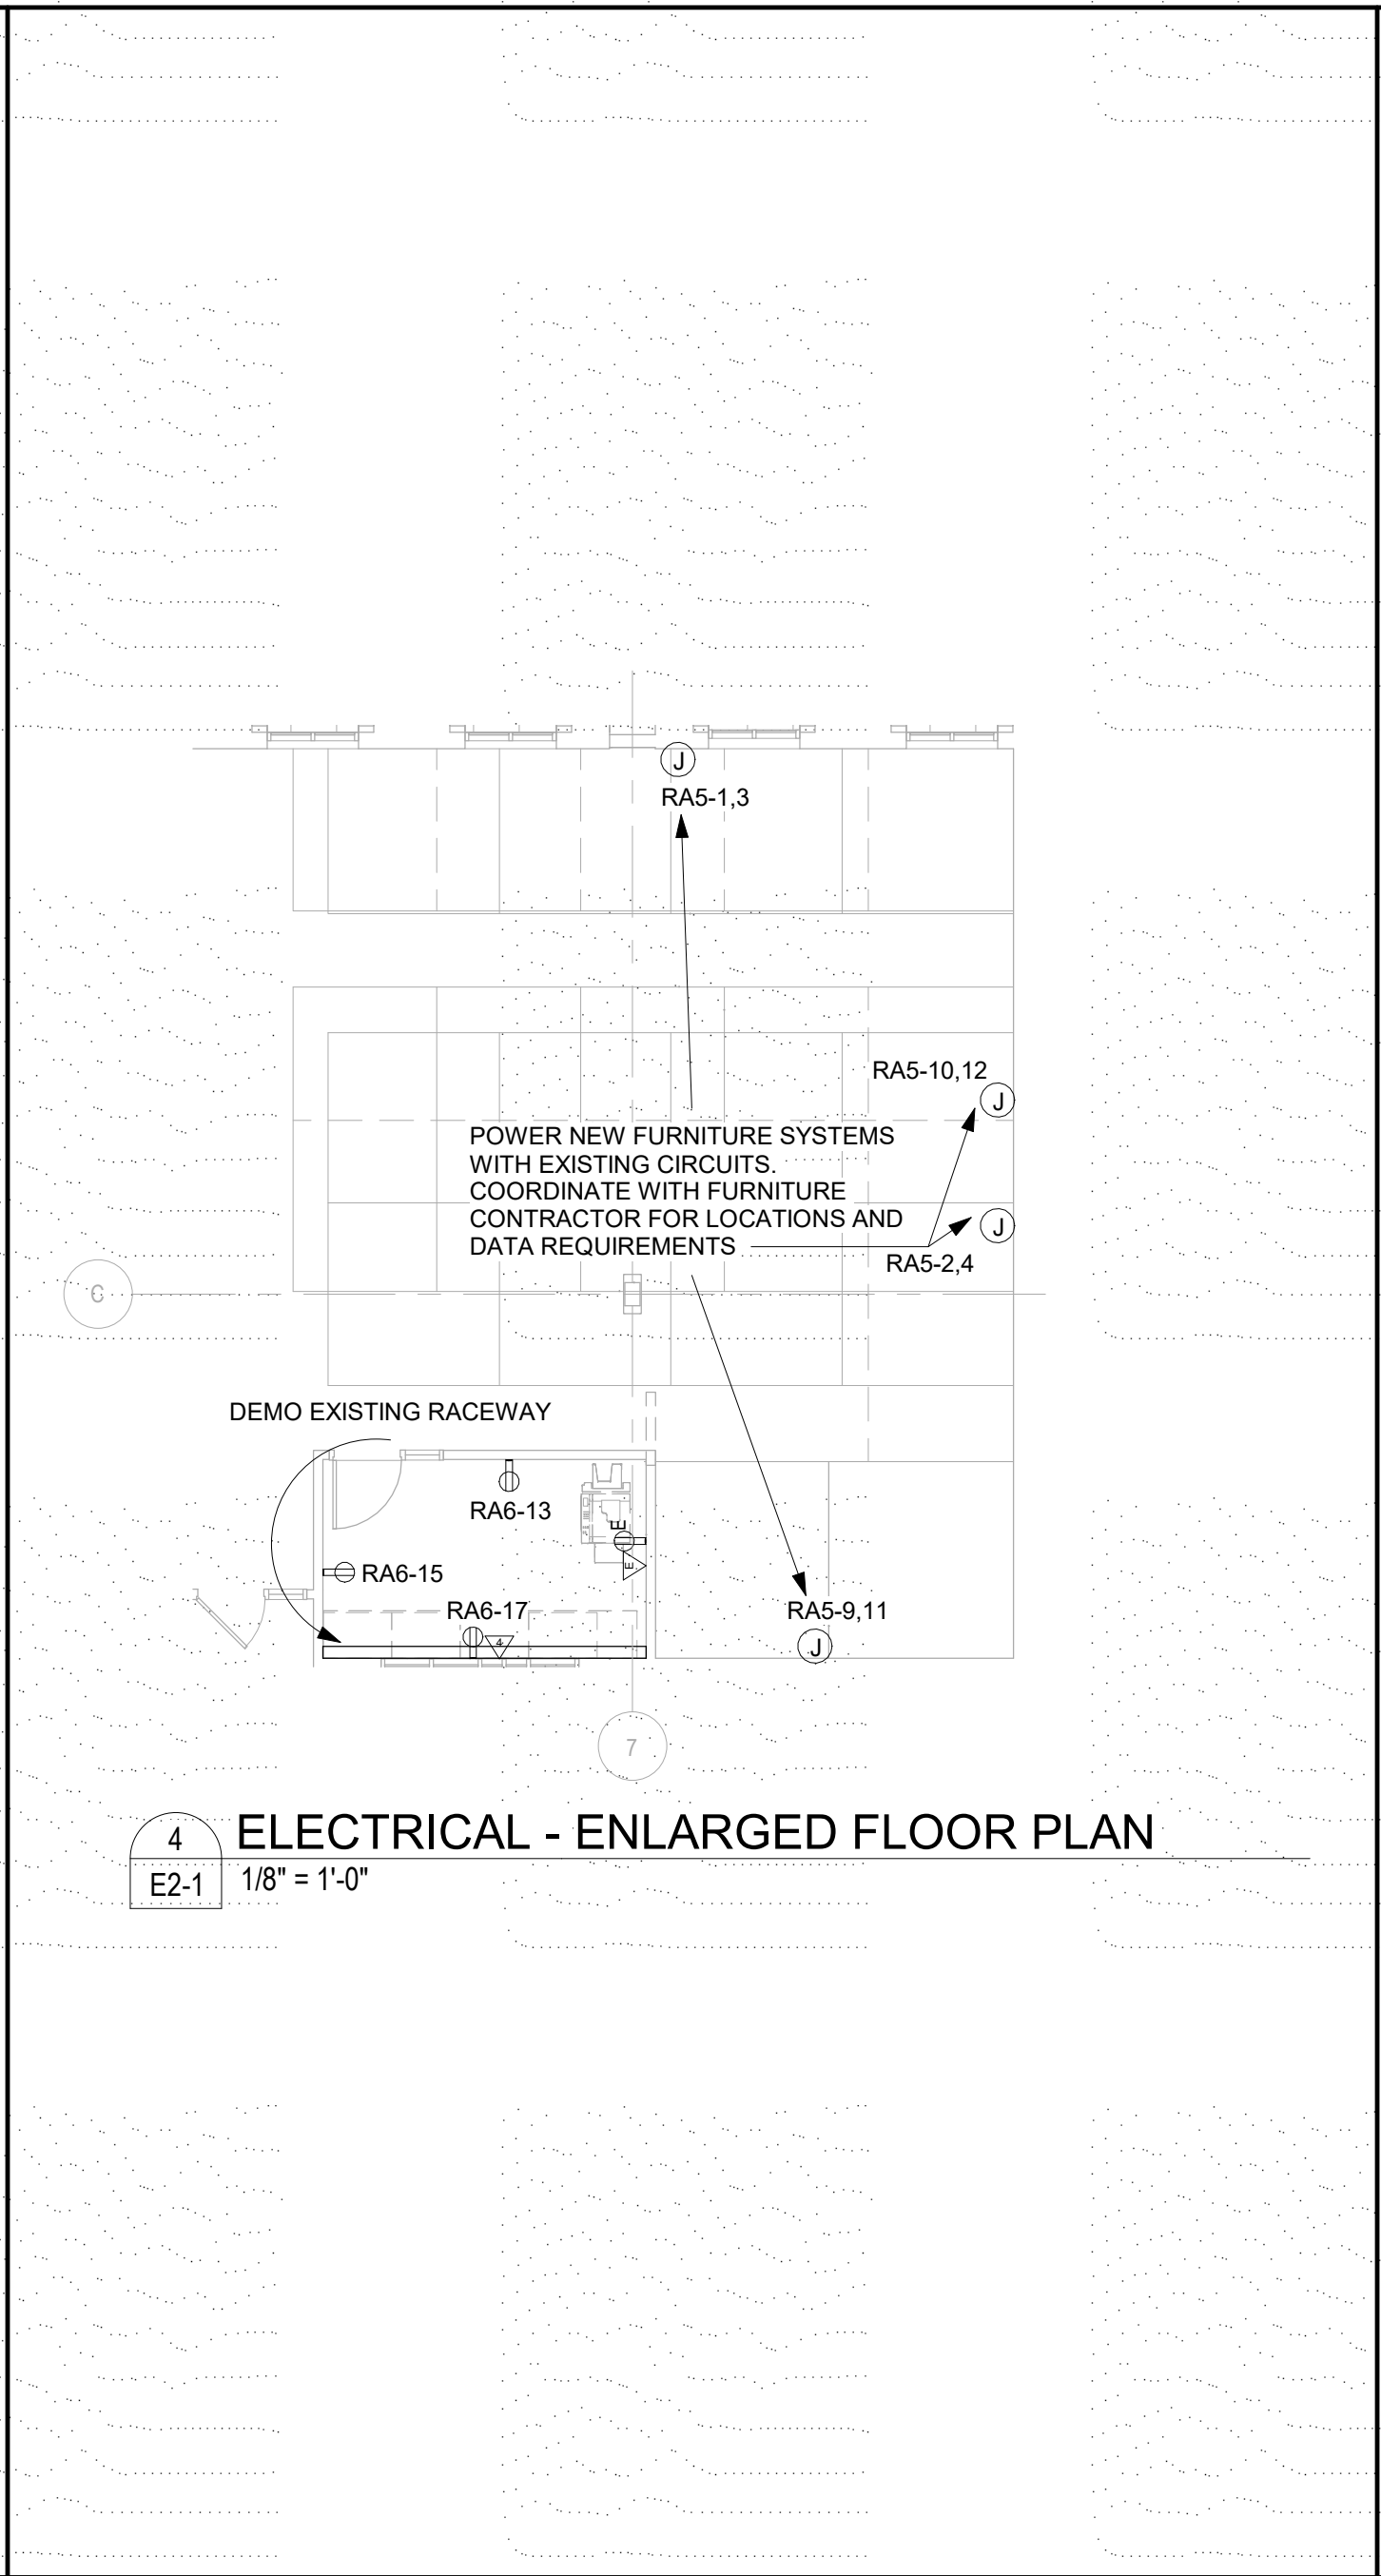 J
RA5-1,3
RA5-10,12
J
POWER NEW FURNITURE SYSTEMS
WITH EXISTING CIRCUITS.
COORDINATE WITH FURNITURE
CONTRACTOR FOR LOCATIONS AND
DATA REQUIREMENTS
J
RA5-2,4
C
DEMO EXISTING RACEWAY
RA6-13
E
E
RA6-15
RA6-17
4
RA5-9,11
J
7
4
ELECTRICAL - ENLARGED FLOOR PLAN
E2-1
1/8" = 1'-0"